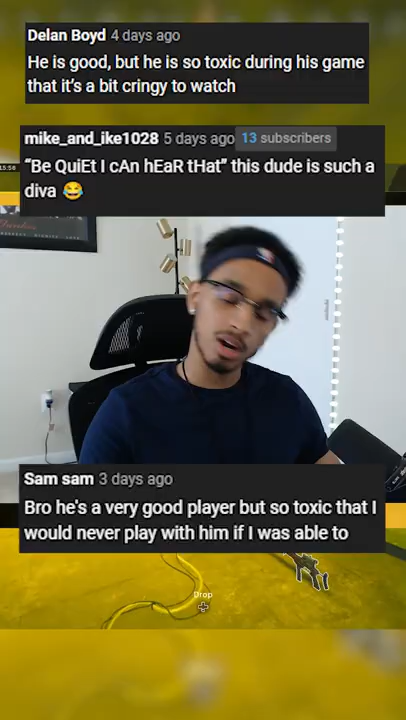 Delan Boyd 4 days ago
He is good, but he is so toxic during his game
that it’s a bit cringy to watch
mike_and_ike1028 5 days ago 13 subscribers
“Be QuiEt I cAn hEaR tHat” this dude is such a
diva 😂
Sam sam 3 days ago
Bro he's a very good player but so toxic that I
would never play with him if I was able to
Drop